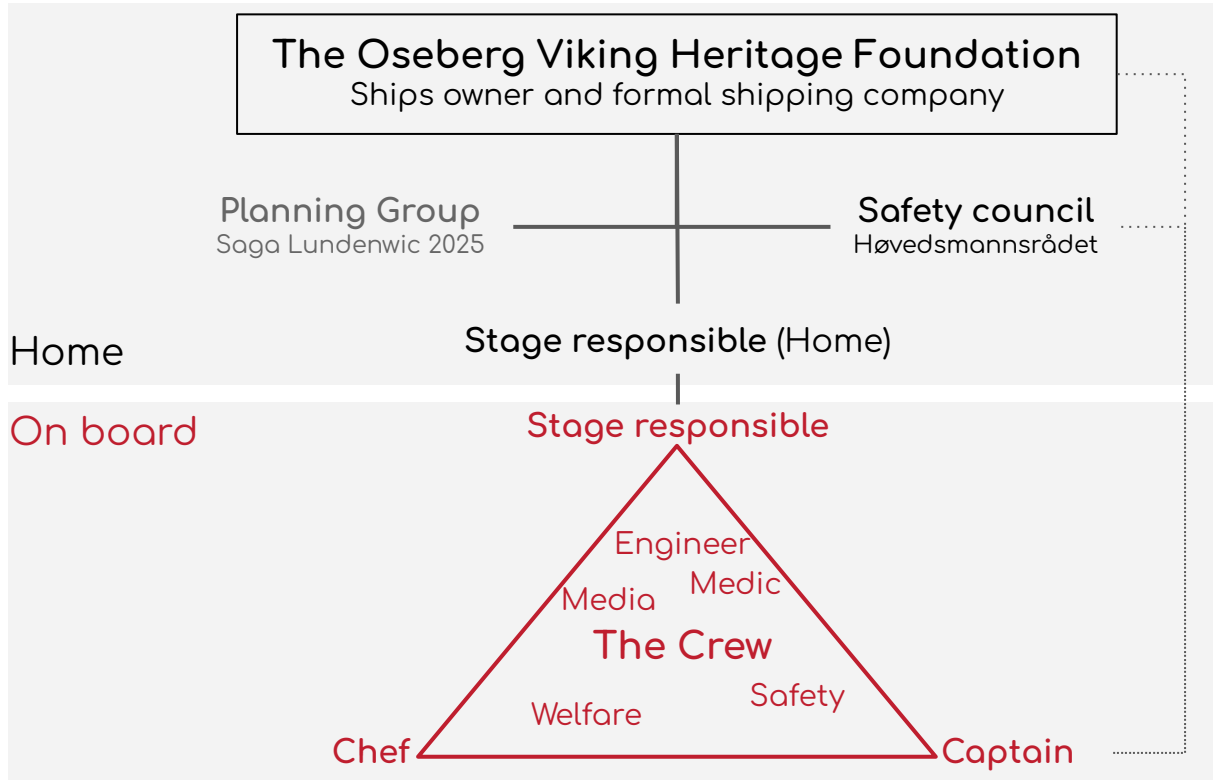 The Oseberg Viking Heritage Foundation
Ships owner and formal shipping company
Planning Group
Saga Lundenwic 2025
Safety council
Høvedsmannsrådet
Home
Stage responsible (Home)
On board
Stage responsible
Engineer
Medic
Media
The Crew
Safety
Welfare
Chef
Captain